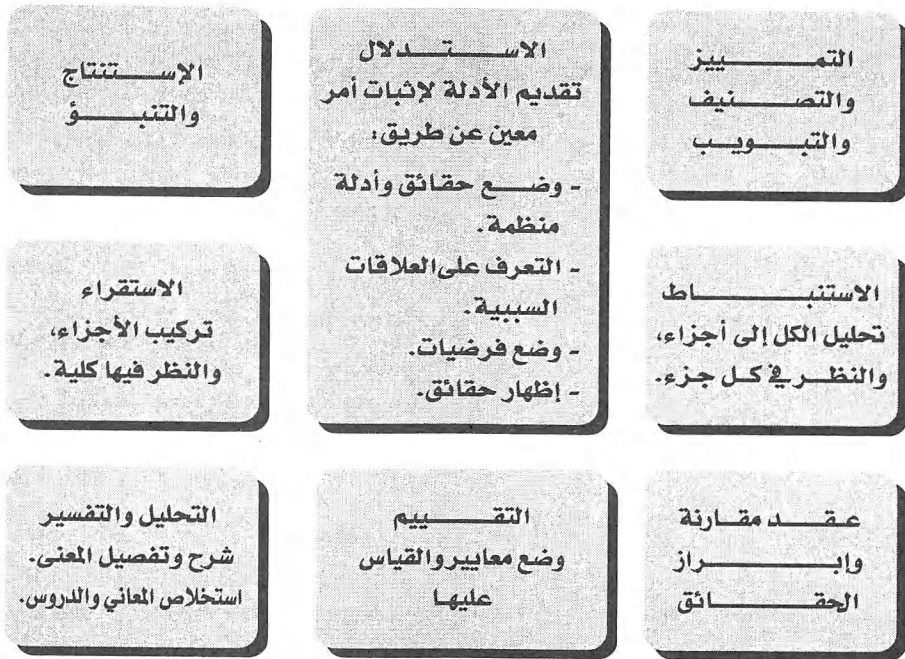 التمييز
والتصنيف
والتبويب
الاستدلال
تقديم الأدلة لإثبات أمر
معين عن طريق:
- وضع حقائق وأدلة
منظمة.
- التعرف على العلاقات
السببية.
- وضع فرضيات.
- إظهار حقائق.
الإستنتاج
والتنبؤ
الاستنباط
تحليل الكل إلى أجزاء،
والنظر في كل جزء.
الاستقراء
تركيب الأجزاء،
والنظر فيها كلية.
عقد مقارنة
وإبراز
الحقائق
التقييم
وضع معايير والقياس
عليها
التحليل والتفسير
شرح وتفصيل المعنى.
استخلاص المعاني والدروس.